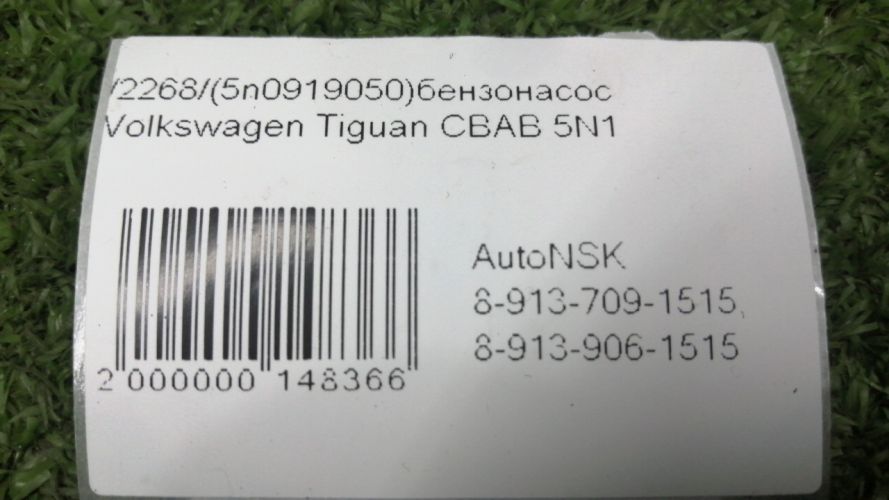 /2268/(5n0919050)бензонасос
Volkswagen Tiguan CBAB 5N1
AutoNSK
8-913-709-1515,
8-913-906-1515
2 000000 148366